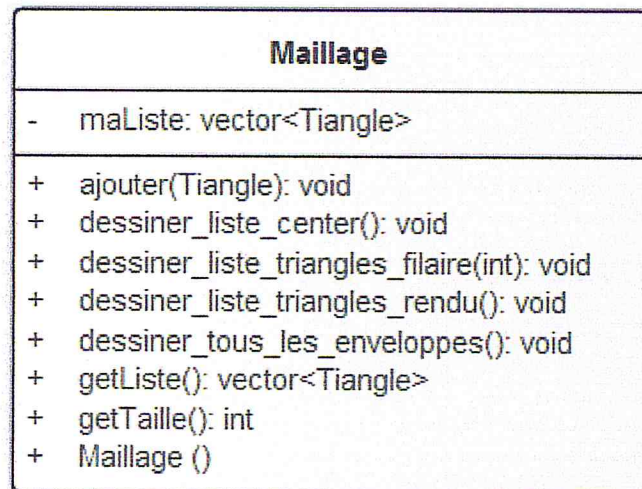 Maillage
- maListe: vector<Tiangle>
+ ajouter(Tiangle): void
+ dessiner_liste_center(): void
+ dessiner_liste_triangles_filaire(int): void
+ dessiner_liste_triangles_rendu(): void
+ dessiner_tous_les_enveloppes(): void
+ getListe(): vector<Tiangle>
+ getTaille(): int
+ Maillage ()